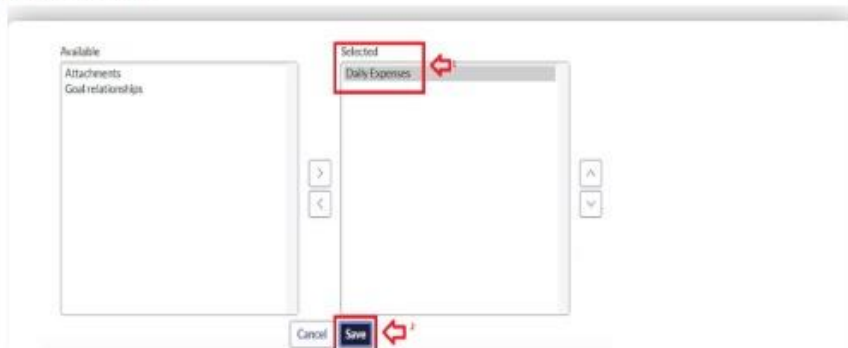 Available
Selected
Attachments
Goal relationships
Daily Expenses
1
>
<
Cancel
Save
2